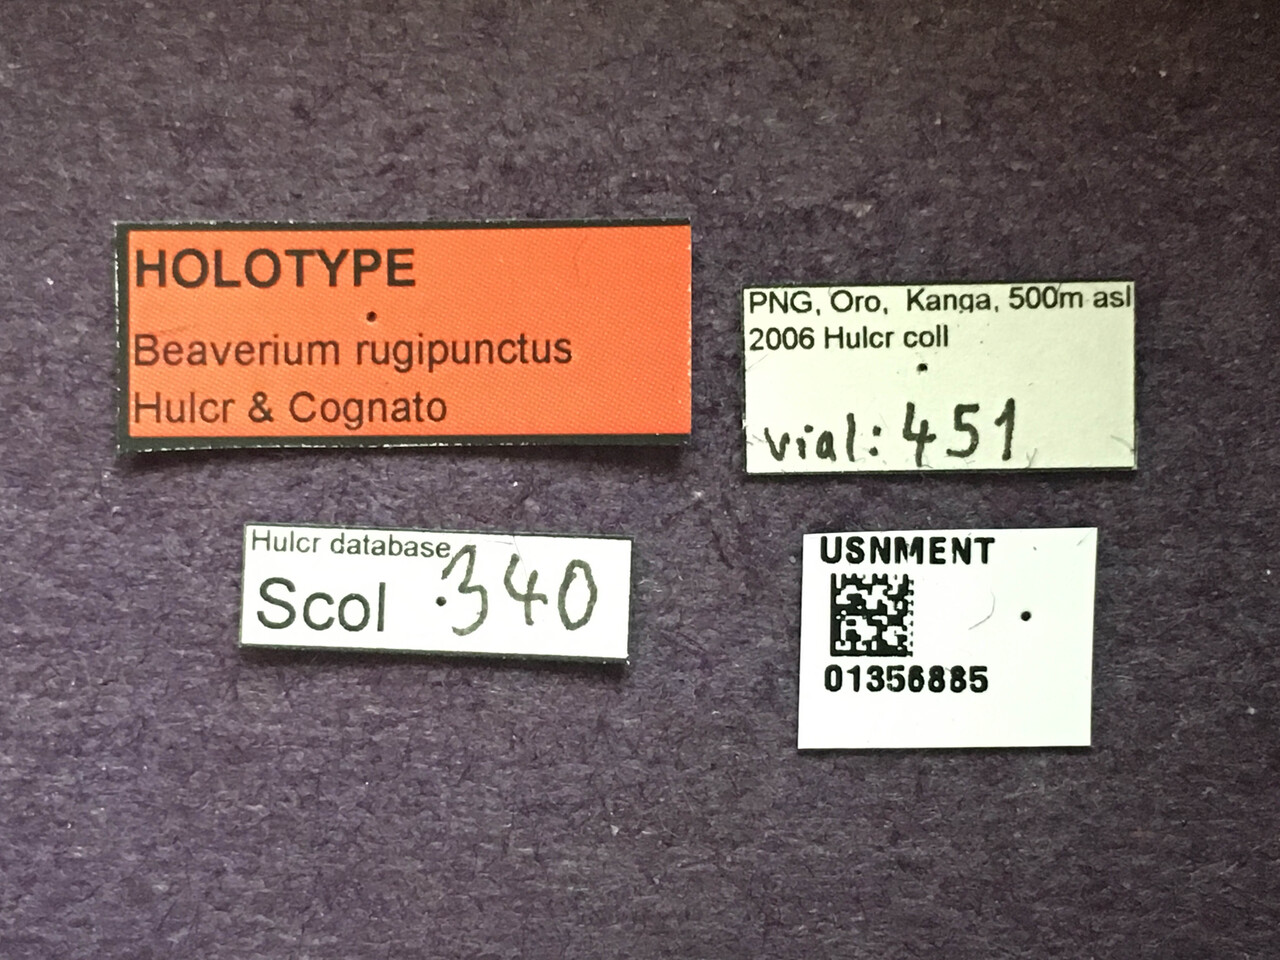 HOLOTYPE
Beaverium rugipunctus
Hulcr & Cognato
PNG, Oro, Kanga, 500m asl
2006 Hulcr coll
vial: 451
Hulcr database
Scol 340
USNMENT
01356885